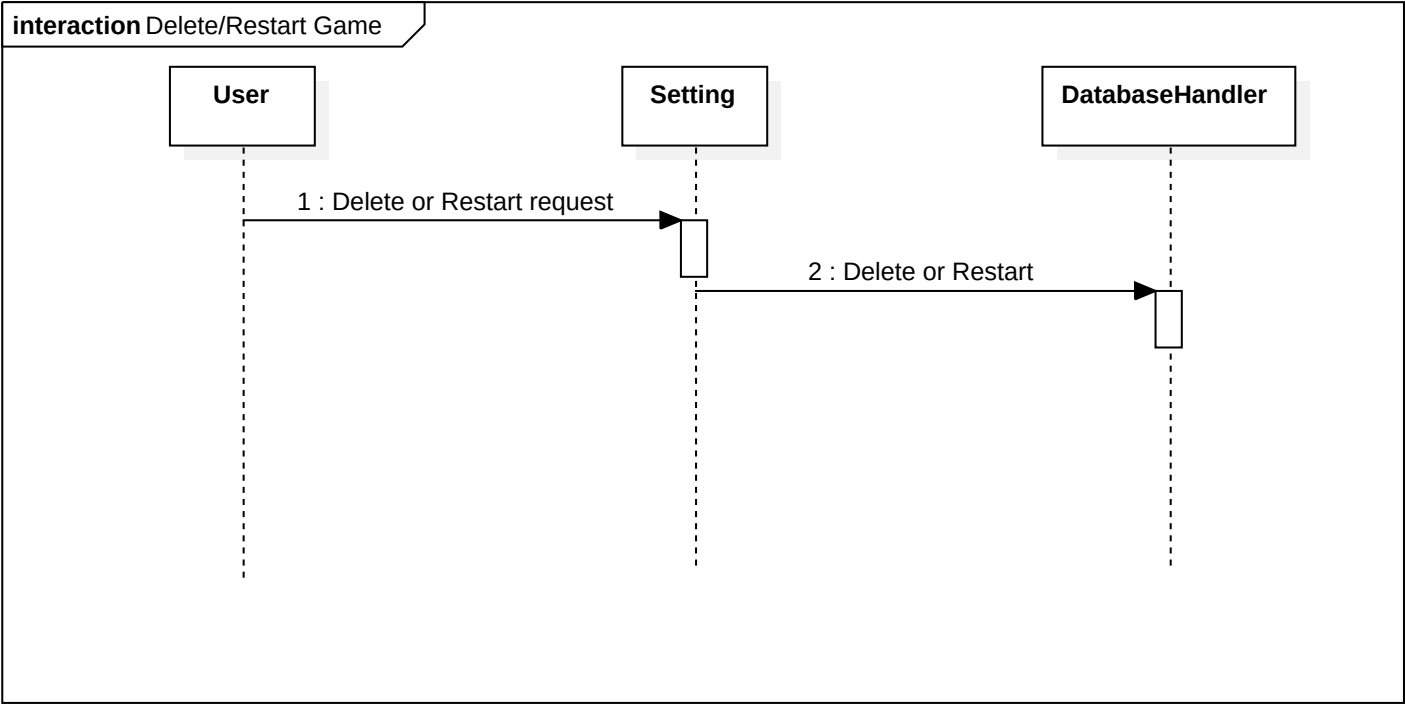 interaction Delete/Restart Game
User
Setting
DatabaseHandler
1 : Delete or Restart request
2 : Delete or Restart